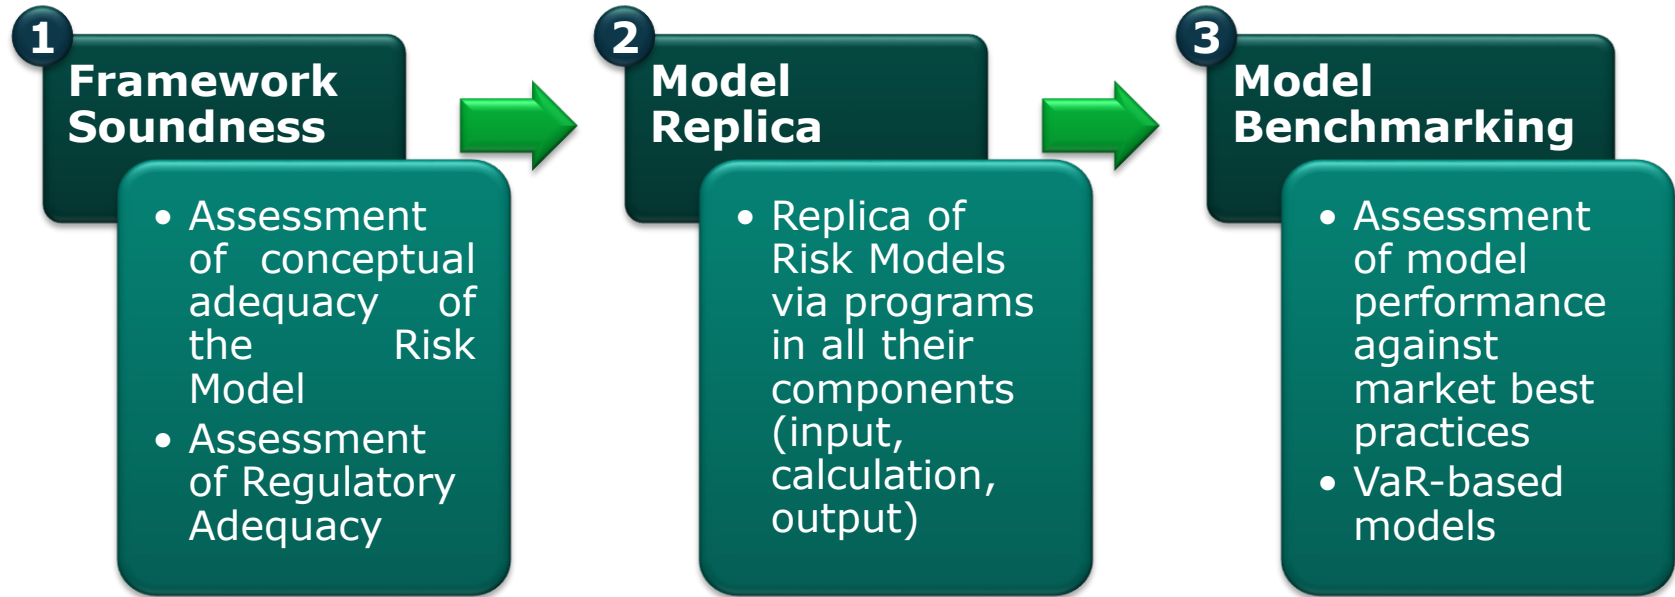 1
Framework
Soundness
• Assessment
of conceptual
adequacy of
the Risk
Model
• Assessment
of Regulatory
Adequacy
2
Model
Replica
• Replica of
Risk Models
via programs
in all their
components
(input,
calculation,
output)
3
Model
Benchmarking
• Assessment
of model
performance
against
market best
practices
• VaR-based
models